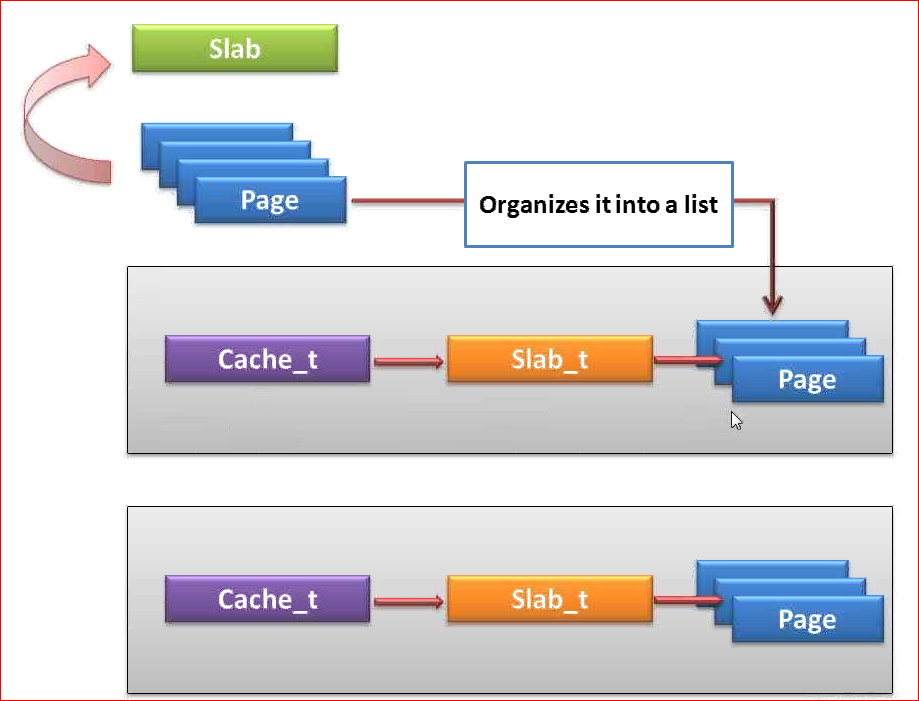 Slab
Page
Organizes it into a list
Cache_t
Slab_t
Page
Cache_t
Slab_t
Page